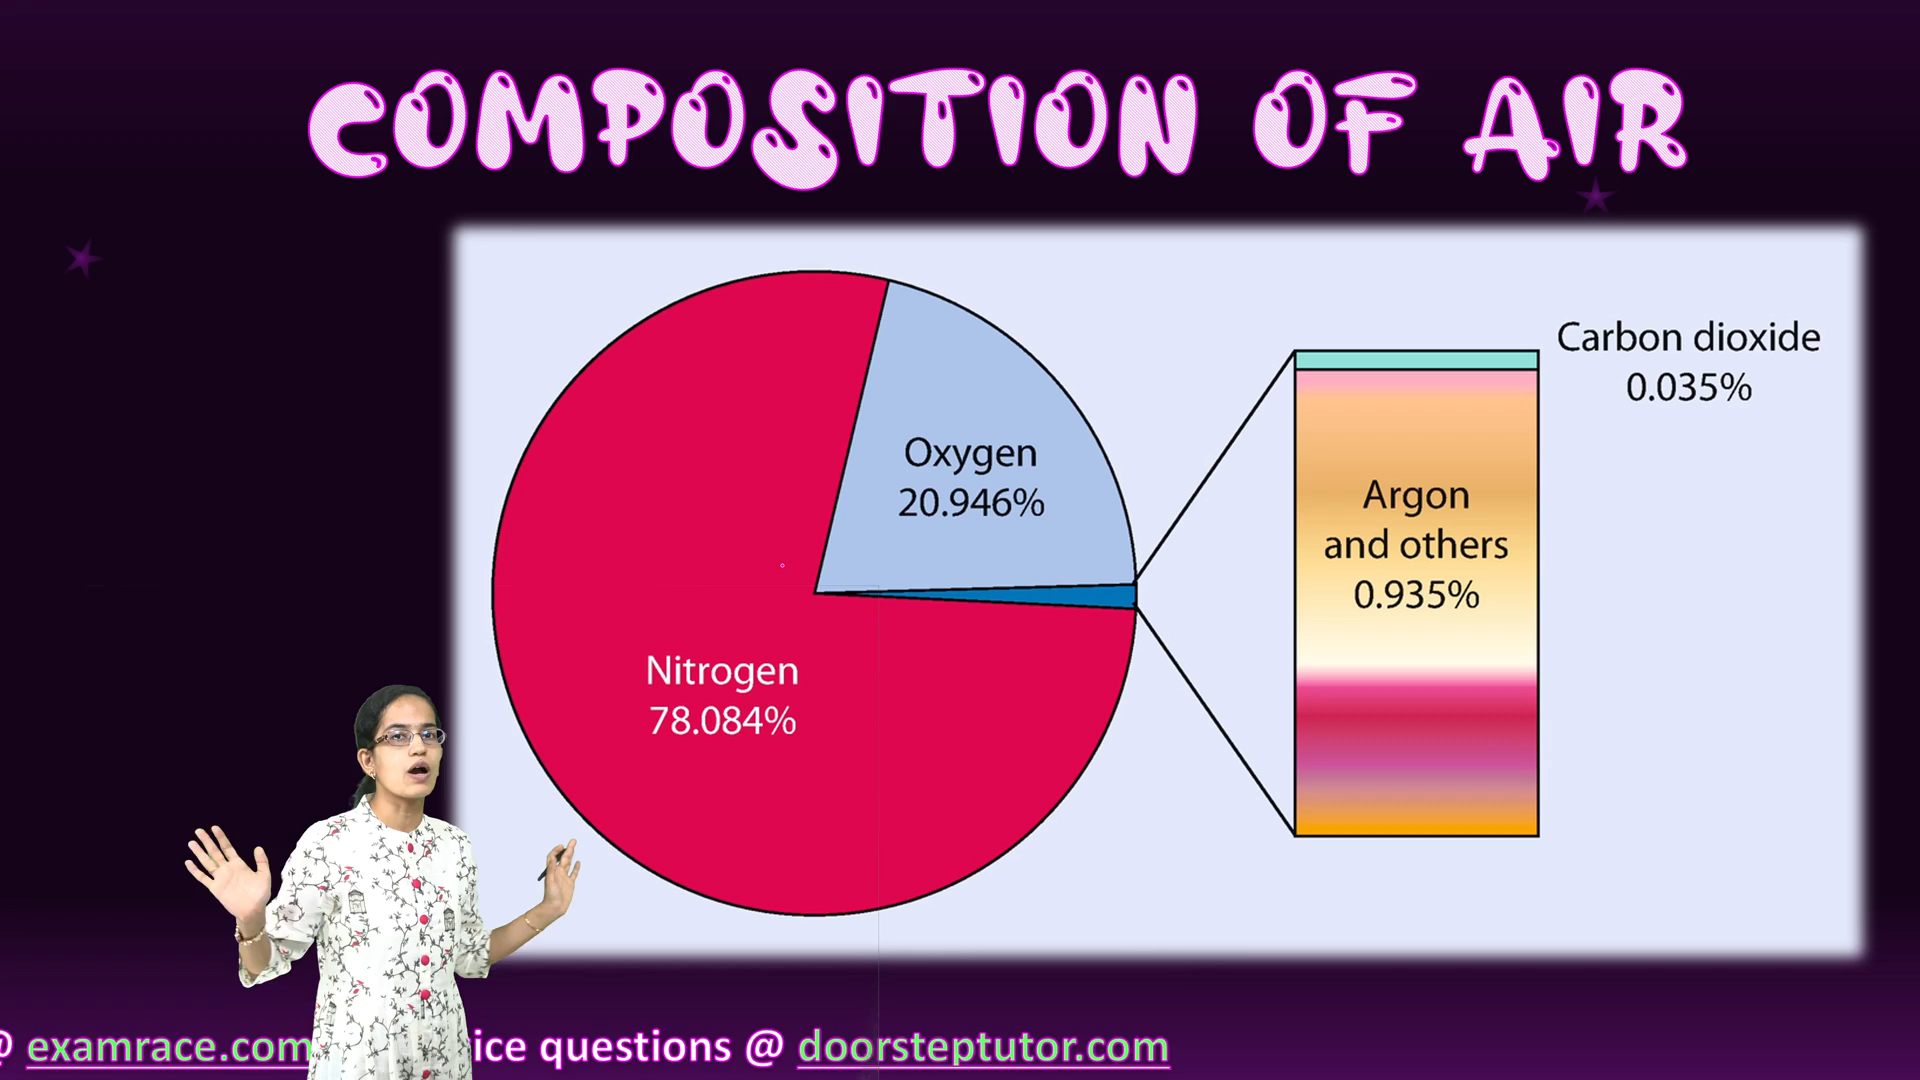 COMPOSITION OF AIR
Carbon dioxide
0.035%
Oxygen
20.946%
Argon
and others
0.935%
Nitrogen
78.084%
@ examrace.com ice questions @ doorsteptutor.com